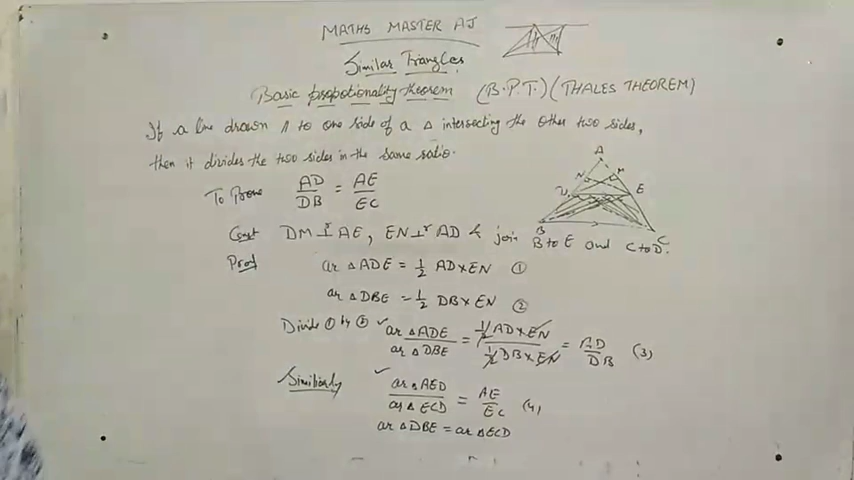 MATHS MASTER AJ
Similar Triangles
Basic propotionality theorem (B.P.T.) (THALES THEOREM)
If a line drawn // to one side of a Δ intersecting the other two sides,
then it divides the two sides in the same ratio.
To Prove AD/DB = AE/EC
Const DM ⊥r AE, EN ⊥r AD & join B to E and C to D.
Proof ar Δ ADE = 1/2 AD × EN ①
ar Δ DBE = 1/2 DB × EN ②
Divide ① by ② ✓ ar Δ ADE / ar Δ DBE = 1/2 AD × EN / 1/2 DB × EN = AD/DB (3)
Similarly ✓ ar Δ AED / ar Δ ECD = AE/EC (4)
ar Δ DBE = ar Δ ECD
A
N M
D E
B C